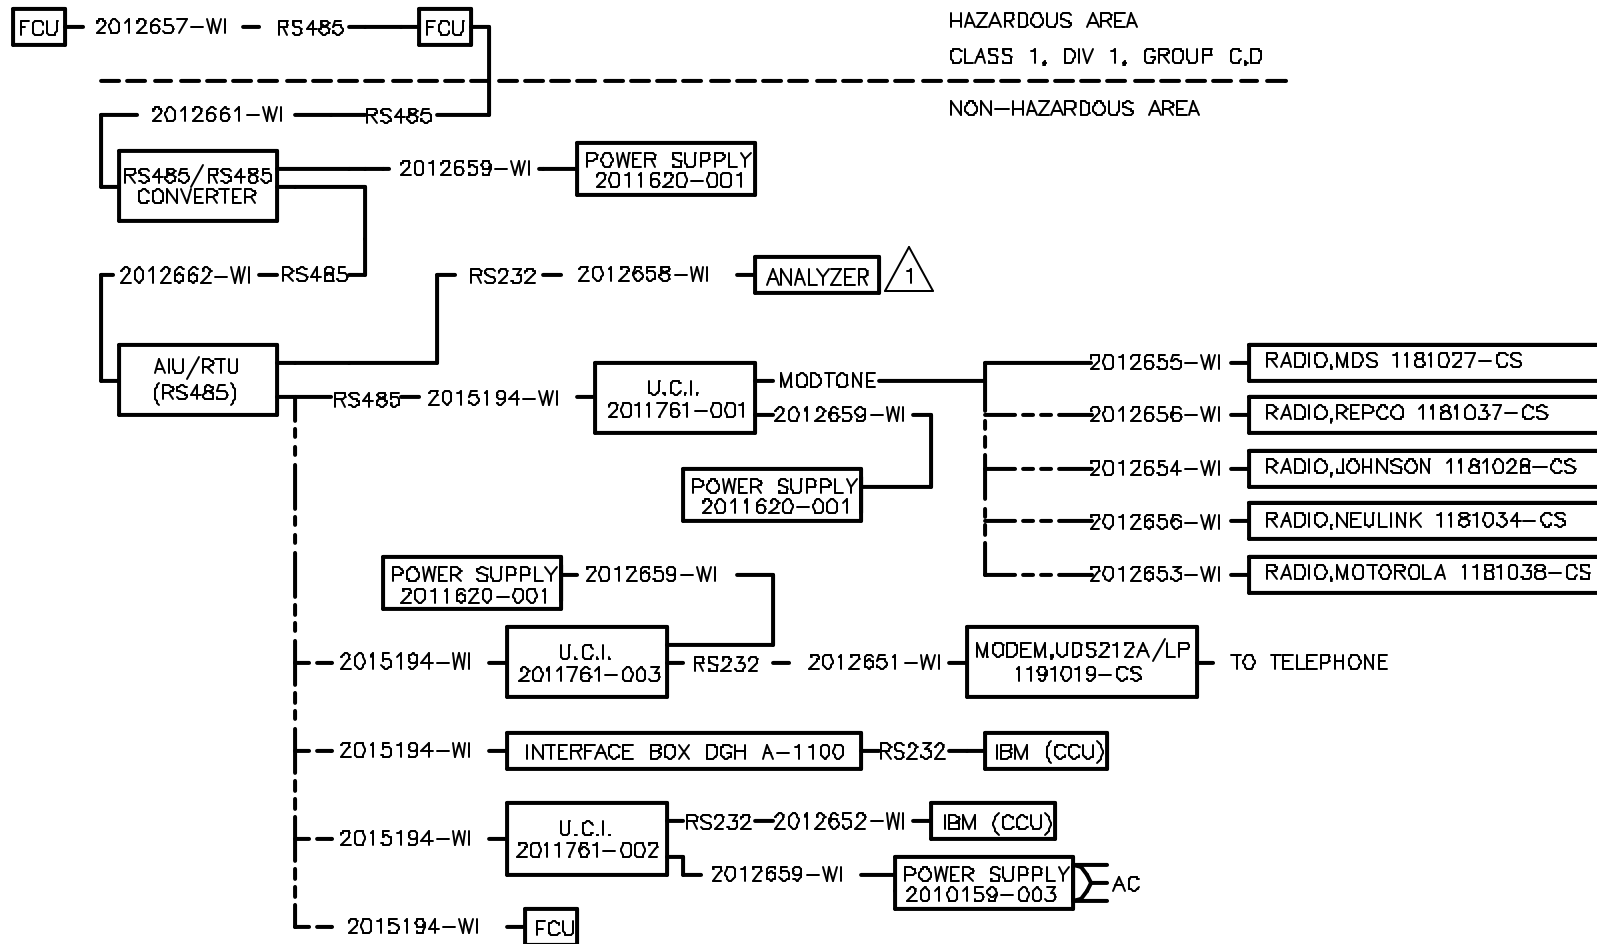 FCU 2012657-WI RS485 FCU
HAZARDOUS AREA
CLASS 1, DIV 1, GROUP C,D
NON-HAZARDOUS AREA
2012661-WI RS485
RS485/RS485
CONVERTER
2012659-WI
POWER SUPPLY
2011620-001
2012662-WI RS485
RS232 2012658-WI ANALYZER 1
AIU/RTU
(RS485)
RS485 2015194-WI
U.C.I.
2011761-001
MODTONE
2012659-WI
POWER SUPPLY
2011620-001
2012655-WI RADIO,MDS 1181027-CS
2012656-WI RADIO,REPCO 1181037-CS
2012654-WI RADIO,JOHNSON 1181028-CS
2012656-WI RADIO,NEULINK 1181034-CS
2012653-WI RADIO,MOTOROLA 1181038-CS
POWER SUPPLY
2011620-001
2012659-WI
2015194-WI
U.C.I.
2011761-003
RS232 2012651-WI
MODEM,UDS212A/LP
1191019-CS
TO TELEPHONE
2015194-WI INTERFACE BOX DGH A-1100 RS232 IBM (CCU)
2015194-WI
U.C.I.
2011761-002
RS232 2012652-WI IBM (CCU)
2012659-WI
POWER SUPPLY
2010159-003
AC
2015194-WI FCU